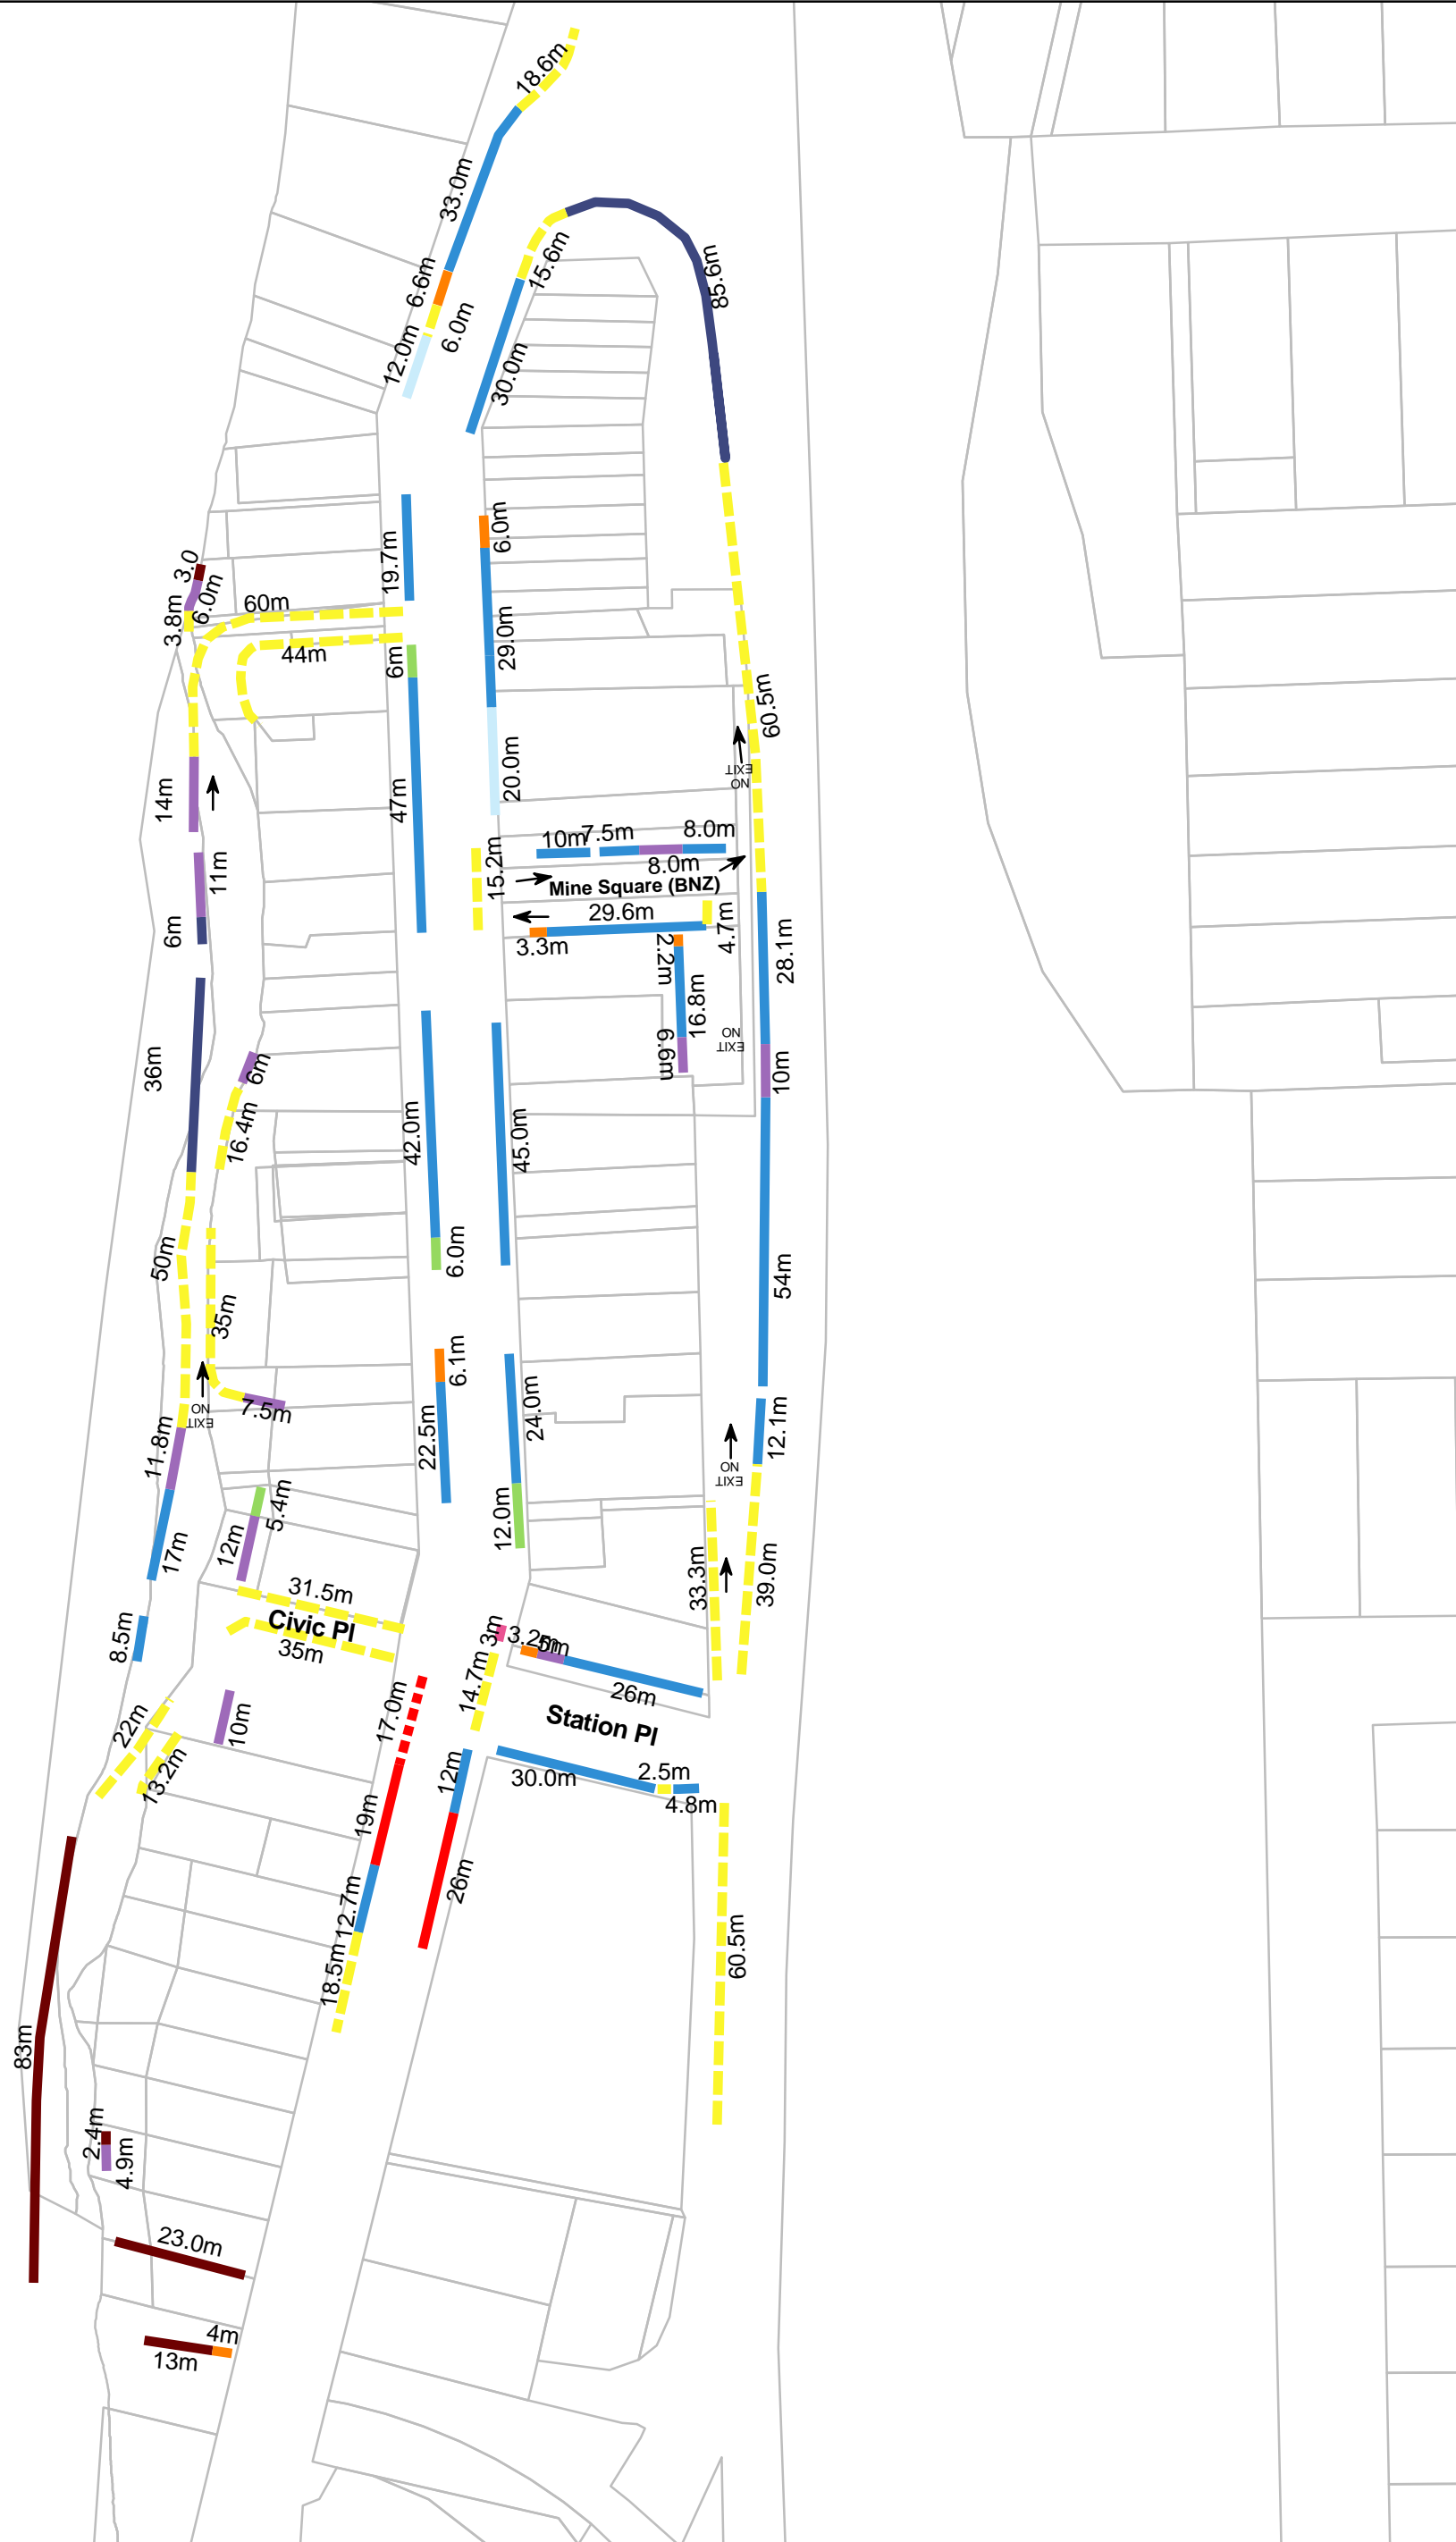 18.6m
33.0m
6.6m
6.0m
12.0m
15.6m
30.0m
85.6m
6.0m
19.7m
3.0
6.0m
3.8m
60m
44m
6m
29.0m
60.5m
NO
EXIT
20.0m
14m
47m
10m
7.5m
8.0m
8.0m
15.2m
Mine Square (BNZ)
11m
6m
29.6m
3.3m
4.7m
2.2m
28.1m
16.8m
6.6m
NO
EXIT
10m
36m
6m
16.4m
42.0m
45.0m
50m
6.0m
54m
35m
6.1m
NO
EXIT
7.5m
11.8m
22.5m
24.0m
12.1m
NO
EXIT
5.4m
12m
17m
12.0m
33.3m
39.0m
31.5m
Civic Pl
35m
8.5m
3m
3.2m
5m
26m
14.7m
17.0m
Station Pl
10m
22m
13.2m
12m
30.0m
2.5m
4.8m
19m
26m
12.7m
18.5m
60.5m
83m
2.4m
4.9m
23.0m
4m
13m